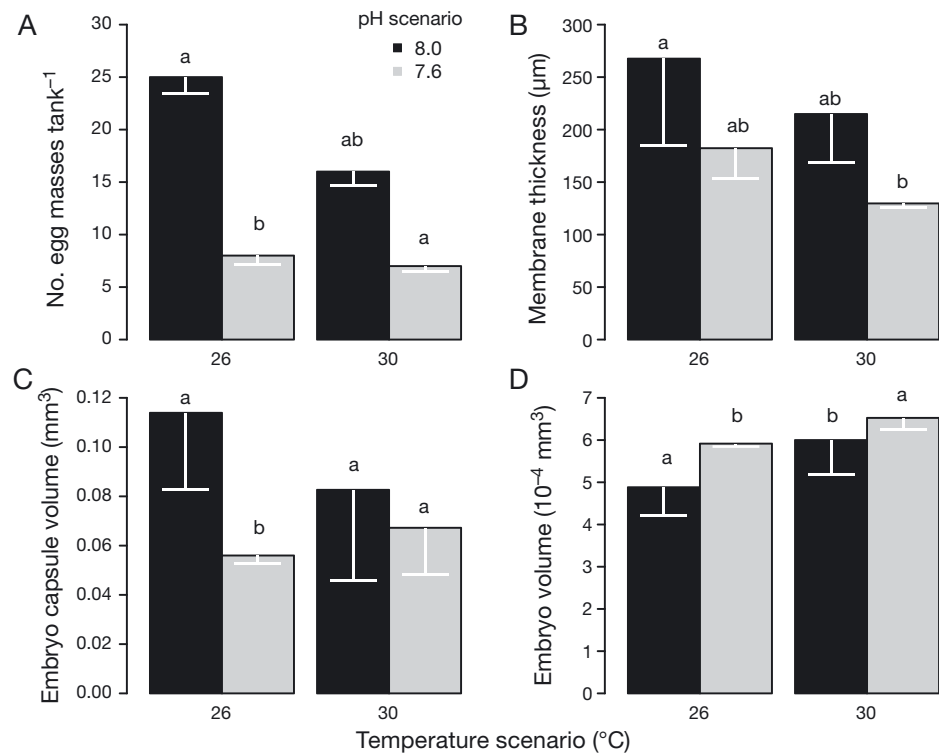 A
pH scenario
8.0
7.6
No. egg masses tank⁻¹
30
25
20
15
10
5
0
a
b
ab
a
26
30
B
Membrane thickness (µm)
300
250
200
150
100
50
0
a
ab
ab
b
26
30
C
Embryo capsule volume (mm³)
0.12
0.10
0.08
0.06
0.04
0.02
0.00
a
b
a
a
26
30
D
Embryo volume (10⁻⁴ mm³)
7
6
5
4
3
2
1
0
a
b
b
a
26
30
Temperature scenario (°C)